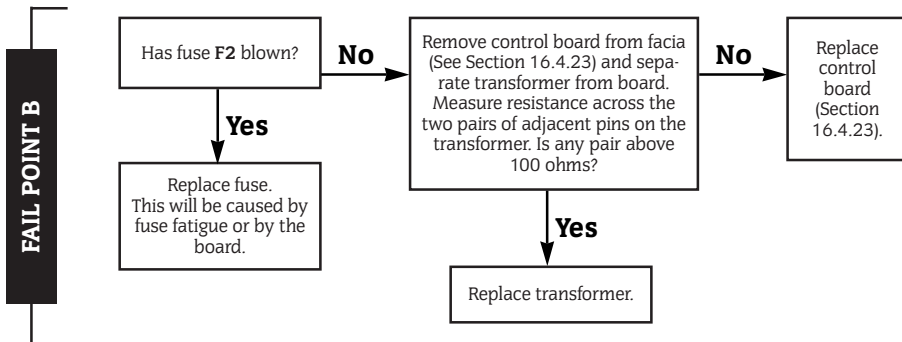 FAIL POINT B
Has fuse F2 blown?
No
Remove control board from facia
(See Section 16.4.23) and sepa-
rate transformer from board.
Measure resistance across the
two pairs of adjacent pins on the
transformer. Is any pair above
100 ohms?
No
Replace
control
board
(Section
16.4.23).
Yes
Replace fuse.
This will be caused by
fuse fatigue or by the
board.
Yes
Replace transformer.